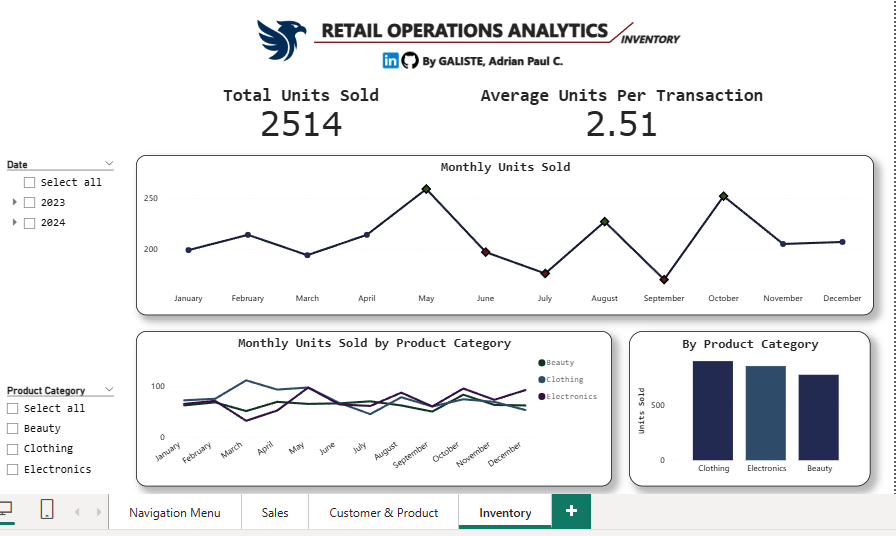 RETAIL OPERATIONS ANALYTICS
INVENTORY
in By GALISTE, Adrian Paul C.
Total Units Sold
2514
Average Units Per Transaction
2.51
Date
Select all
2023
2024
Monthly Units Sold
250
200
January February March April May June July August September October November December
Product Category
Select all
Beauty
Clothing
Electronics
Monthly Units Sold by Product Category
100
0
January February March April May June July August September October November December
Beauty
Clothing
Electronics
By Product Category
Units Sold
500
0
Clothing Electronics Beauty
Navigation Menu Sales Customer & Product Inventory +